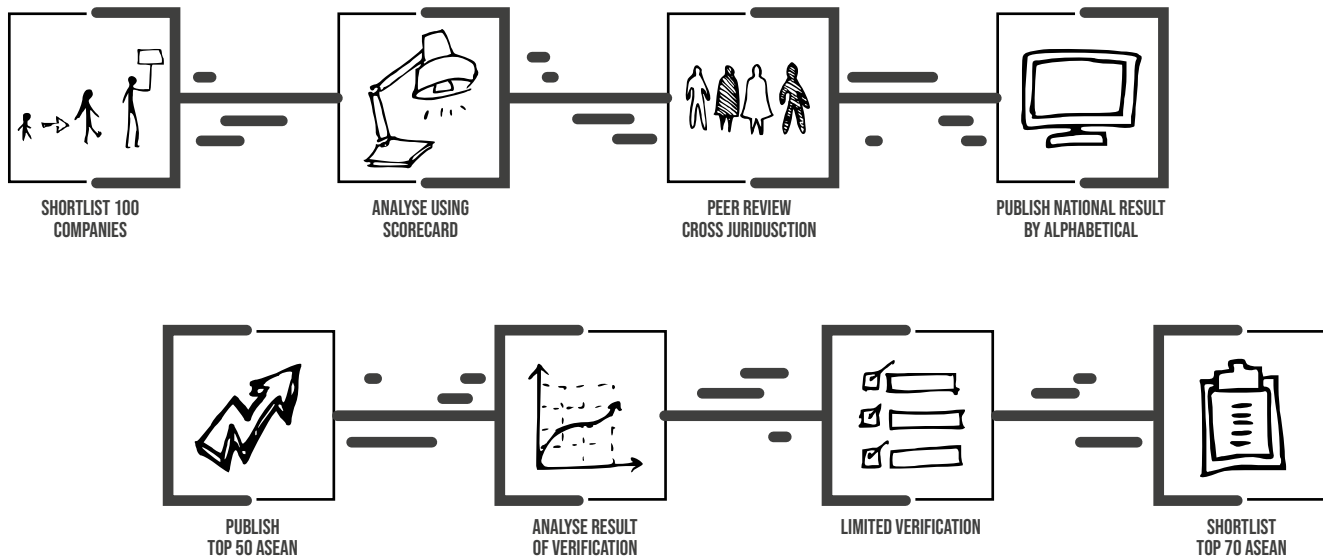 SHORTLIST 100
COMPANIES
ANALYSE USING
SCORECARD
PEER REVIEW
CROSS JURIDUSCTION
PUBLISH NATIONAL RESULT
BY ALPHABETICAL
PUBLISH
TOP 50 ASEAN
ANALYSE RESULT
OF VERIFICATION
LIMITED VERIFICATION
SHORTLIST
TOP 70 ASEAN